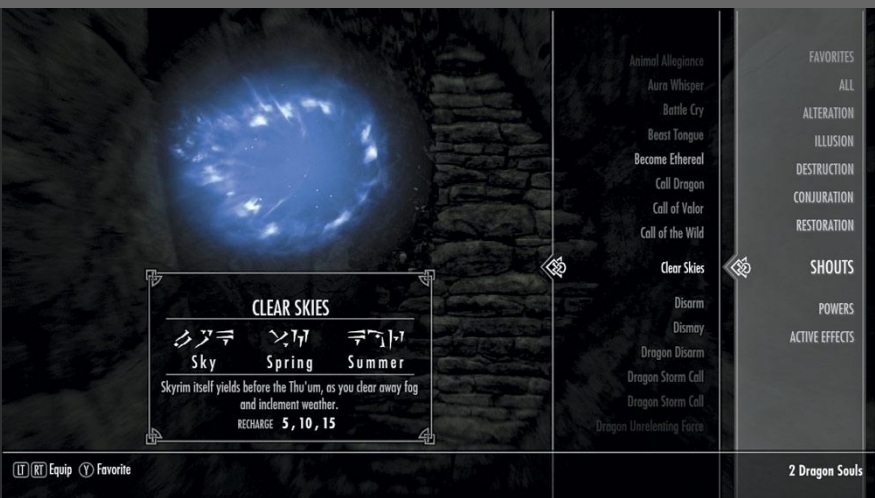 Animal Allegiance
Aura Whisper
Battle Cry
Beast Tongue
Become Ethereal
Call Dragon
Call of Valor
Call of the Wild
Clear Skies
Disarm
Dismay
Dragon Disarm
Dragon Storm Call
Dragon Storm Call
Dragon Unrelenting Force
FAVORITES
ALL
ALTERATION
ILLUSION
DESTRUCTION
CONJURATION
RESTORATION
SHOUTS
POWERS
ACTIVE EFFECTS
CLEAR SKIES
Sky Spring Summer
Skyrim itself yields before the Thu'um, as you clear away fog
and inclement weather.
RECHARGE 5, 10, 15
LT RT Equip Y Favorite
2 Dragon Souls